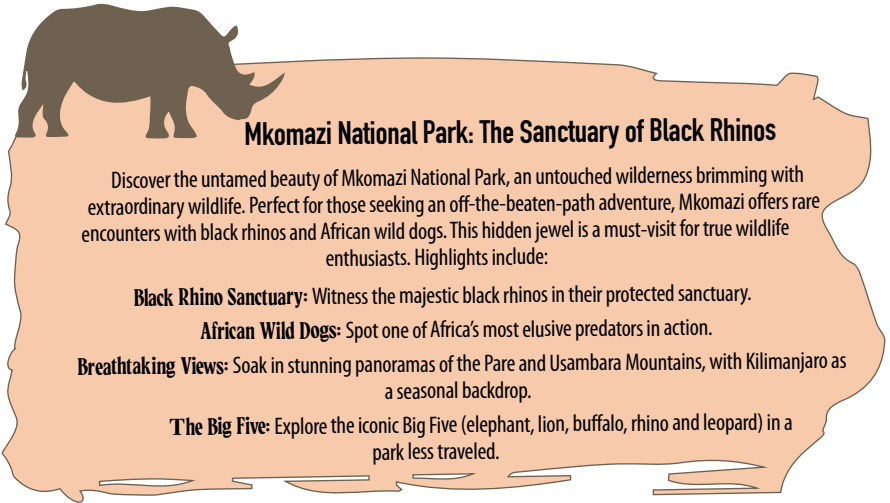 Mkomazi National Park: The Sanctuary of Black Rhinos
Discover the untamed beauty of Mkomazi National Park, an untouched wilderness brimming with
extraordinary wildlife. Perfect for those seeking an off-the-beaten-path adventure, Mkomazi offers rare
encounters with black rhinos and African wild dogs. This hidden jewel is a must-visit for true wildlife
enthusiasts. Highlights include:
Black Rhino Sanctuary: Witness the majestic black rhinos in their protected sanctuary.
African Wild Dogs: Spot one of Africa's most elusive predators in action.
Breathtaking Views: Soak in stunning panoramas of the Pare and Usambara Mountains, with Kilimanjaro as
a seasonal backdrop.
The Big Five: Explore the iconic Big Five (elephant, lion, buffalo, rhino and leopard) in a
park less traveled.